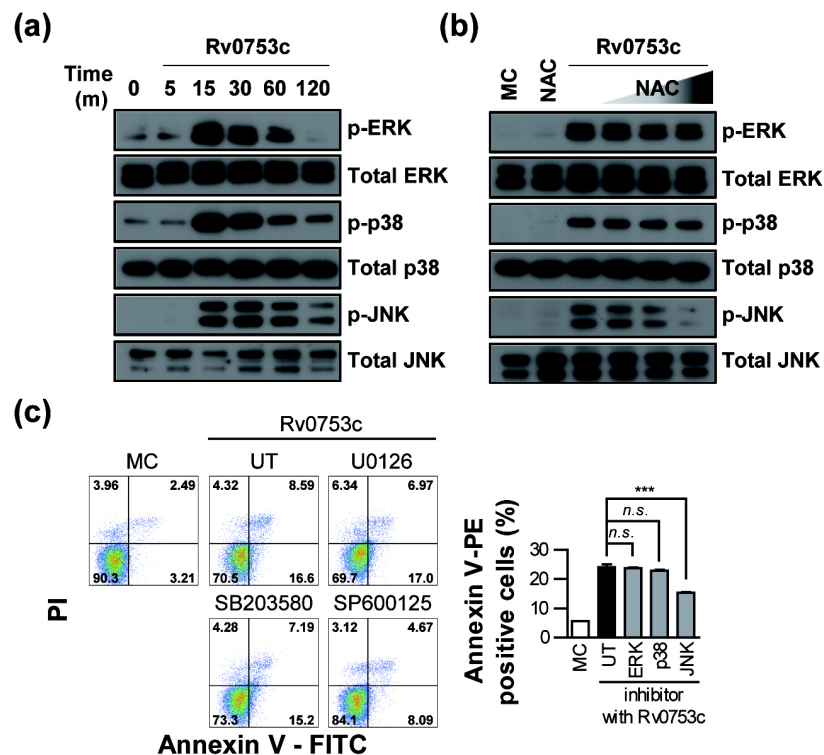 (a)
Rv0753c
Time (m) 0 5 15 30 60 120
p-ERK
Total ERK
p-p38
Total p38
p-JNK
Total JNK
(b)
Rv0753c
MC NAC NAC
p-ERK
Total ERK
p-p38
Total p38
p-JNK
Total JNK
(c)
Rv0753c
MC UT U0126
3.96 2.49 4.32 8.59 6.34 6.97
90.3 3.21 70.5 16.6 69.7 17.0
SB203580 SP600125
4.28 7.19 3.12 4.67
73.3 15.2 84.1 8.09
PI
Annexin V - FITC
Annexin V-PE
positive cells (%)
***
n.s.
n.s.
30
20
10
0
MC UT ERK p38 JNK
inhibitor
with Rv0753c